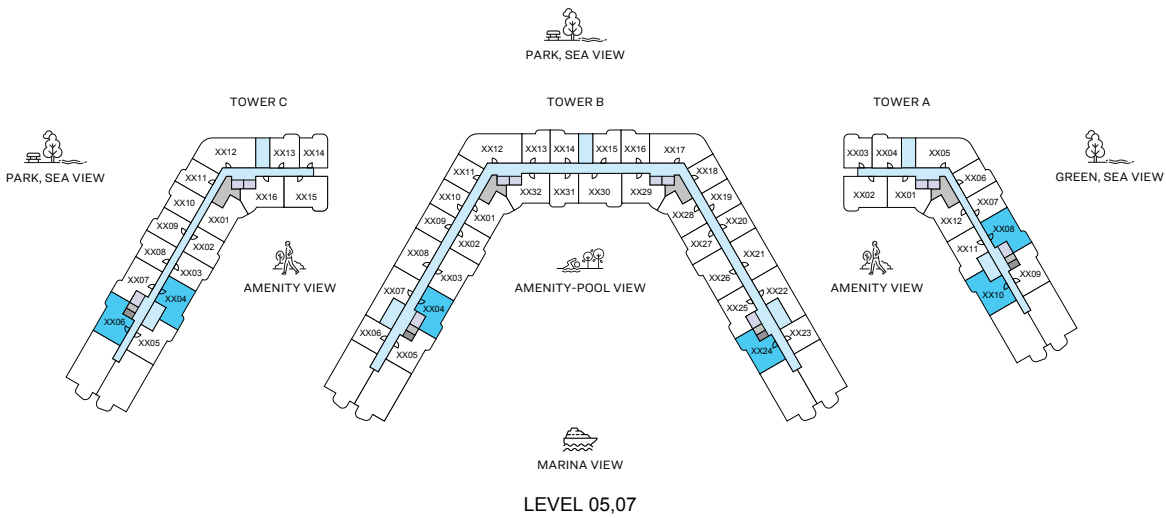 PARK, SEA VIEW
TOWER C
TOWER B
TOWER A
PARK, SEA VIEW
GREEN, SEA VIEW
XX12
XX13
XX14
XX11
XX10
XX09
XX08
XX07
XX06
XX05
XX04
XX03
XX02
XX01
XX16
XX15
AMENITY VIEW
XX12
XX13
XX14
XX15
XX16
XX17
XX11
XX10
XX09
XX08
XX07
XX06
XX05
XX04
XX03
XX02
XX01
XX32
XX31
XX30
XX29
XX28
XX27
XX26
XX25
XX24
XX23
XX22
XX21
XX20
XX19
XX18
AMENITY-POOL VIEW
XX03
XX04
XX05
XX02
XX01
XX06
XX07
XX08
XX09
XX10
XX11
XX12
AMENITY VIEW
MARINA VIEW
LEVEL 05,07